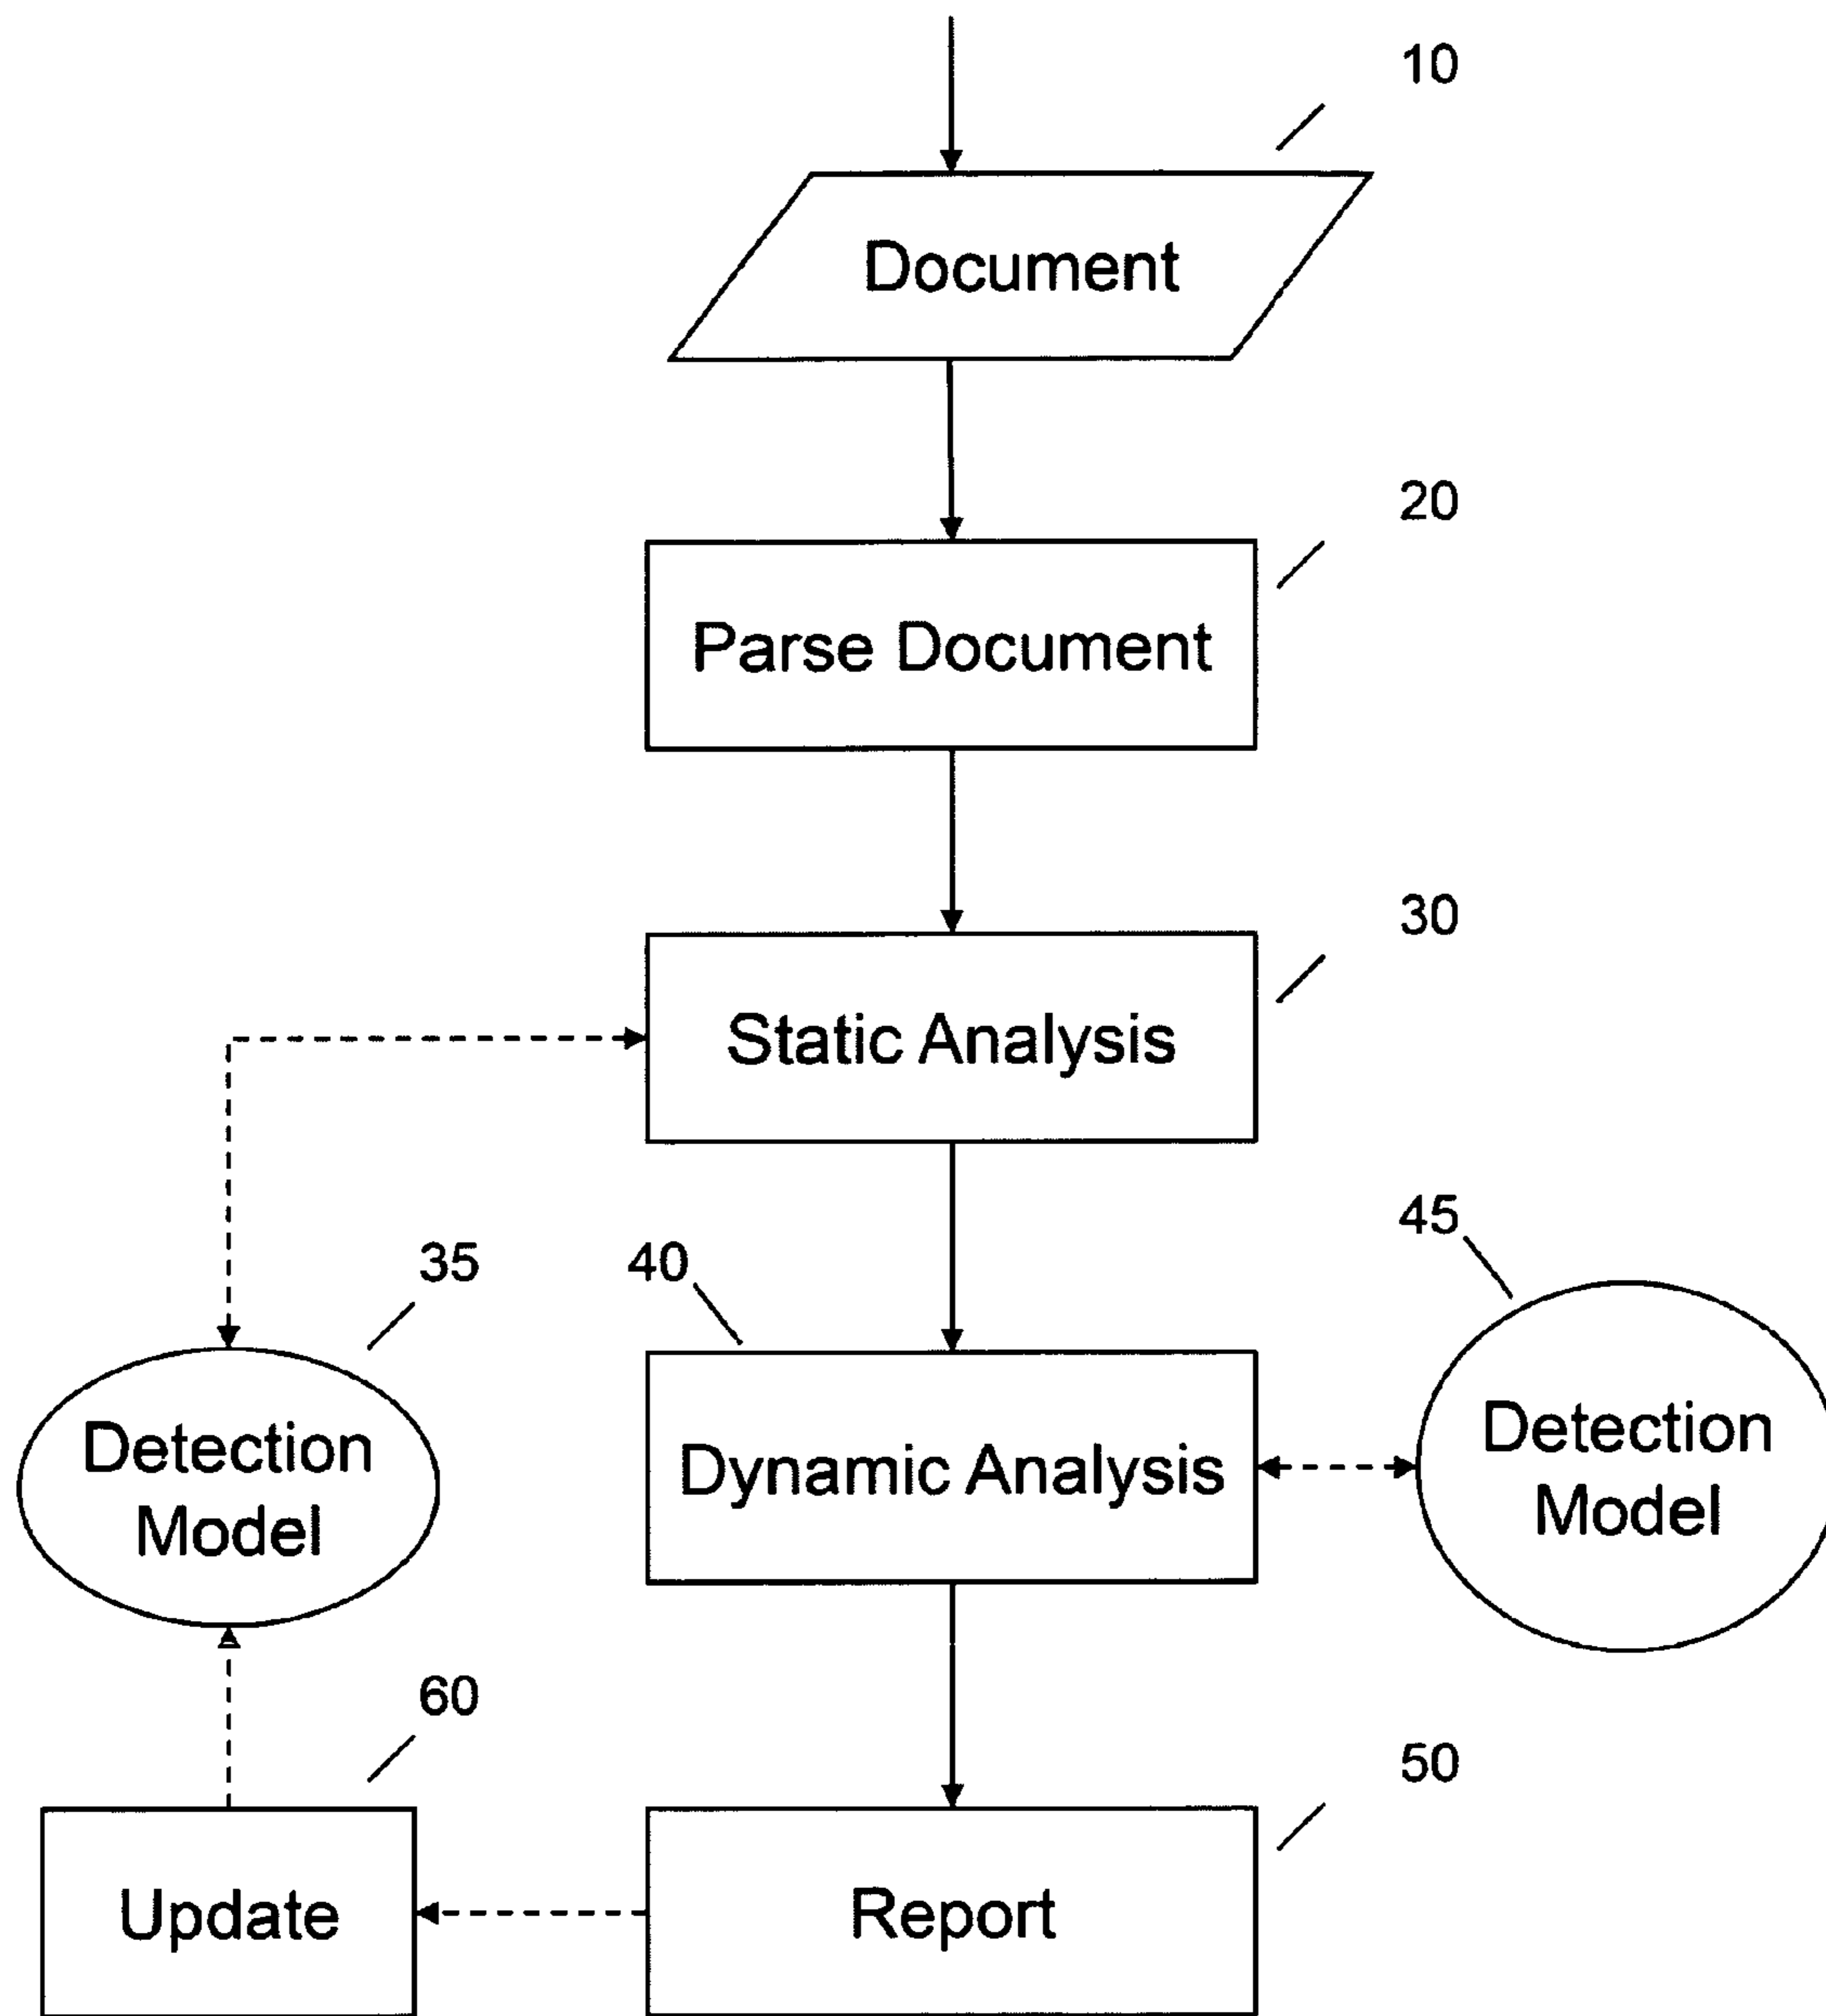 10
Document
20
Parse Document
30
Static Analysis
45
35
40
Detection
Model
Dynamic Analysis
Detection
Model
60
50
Update
Report